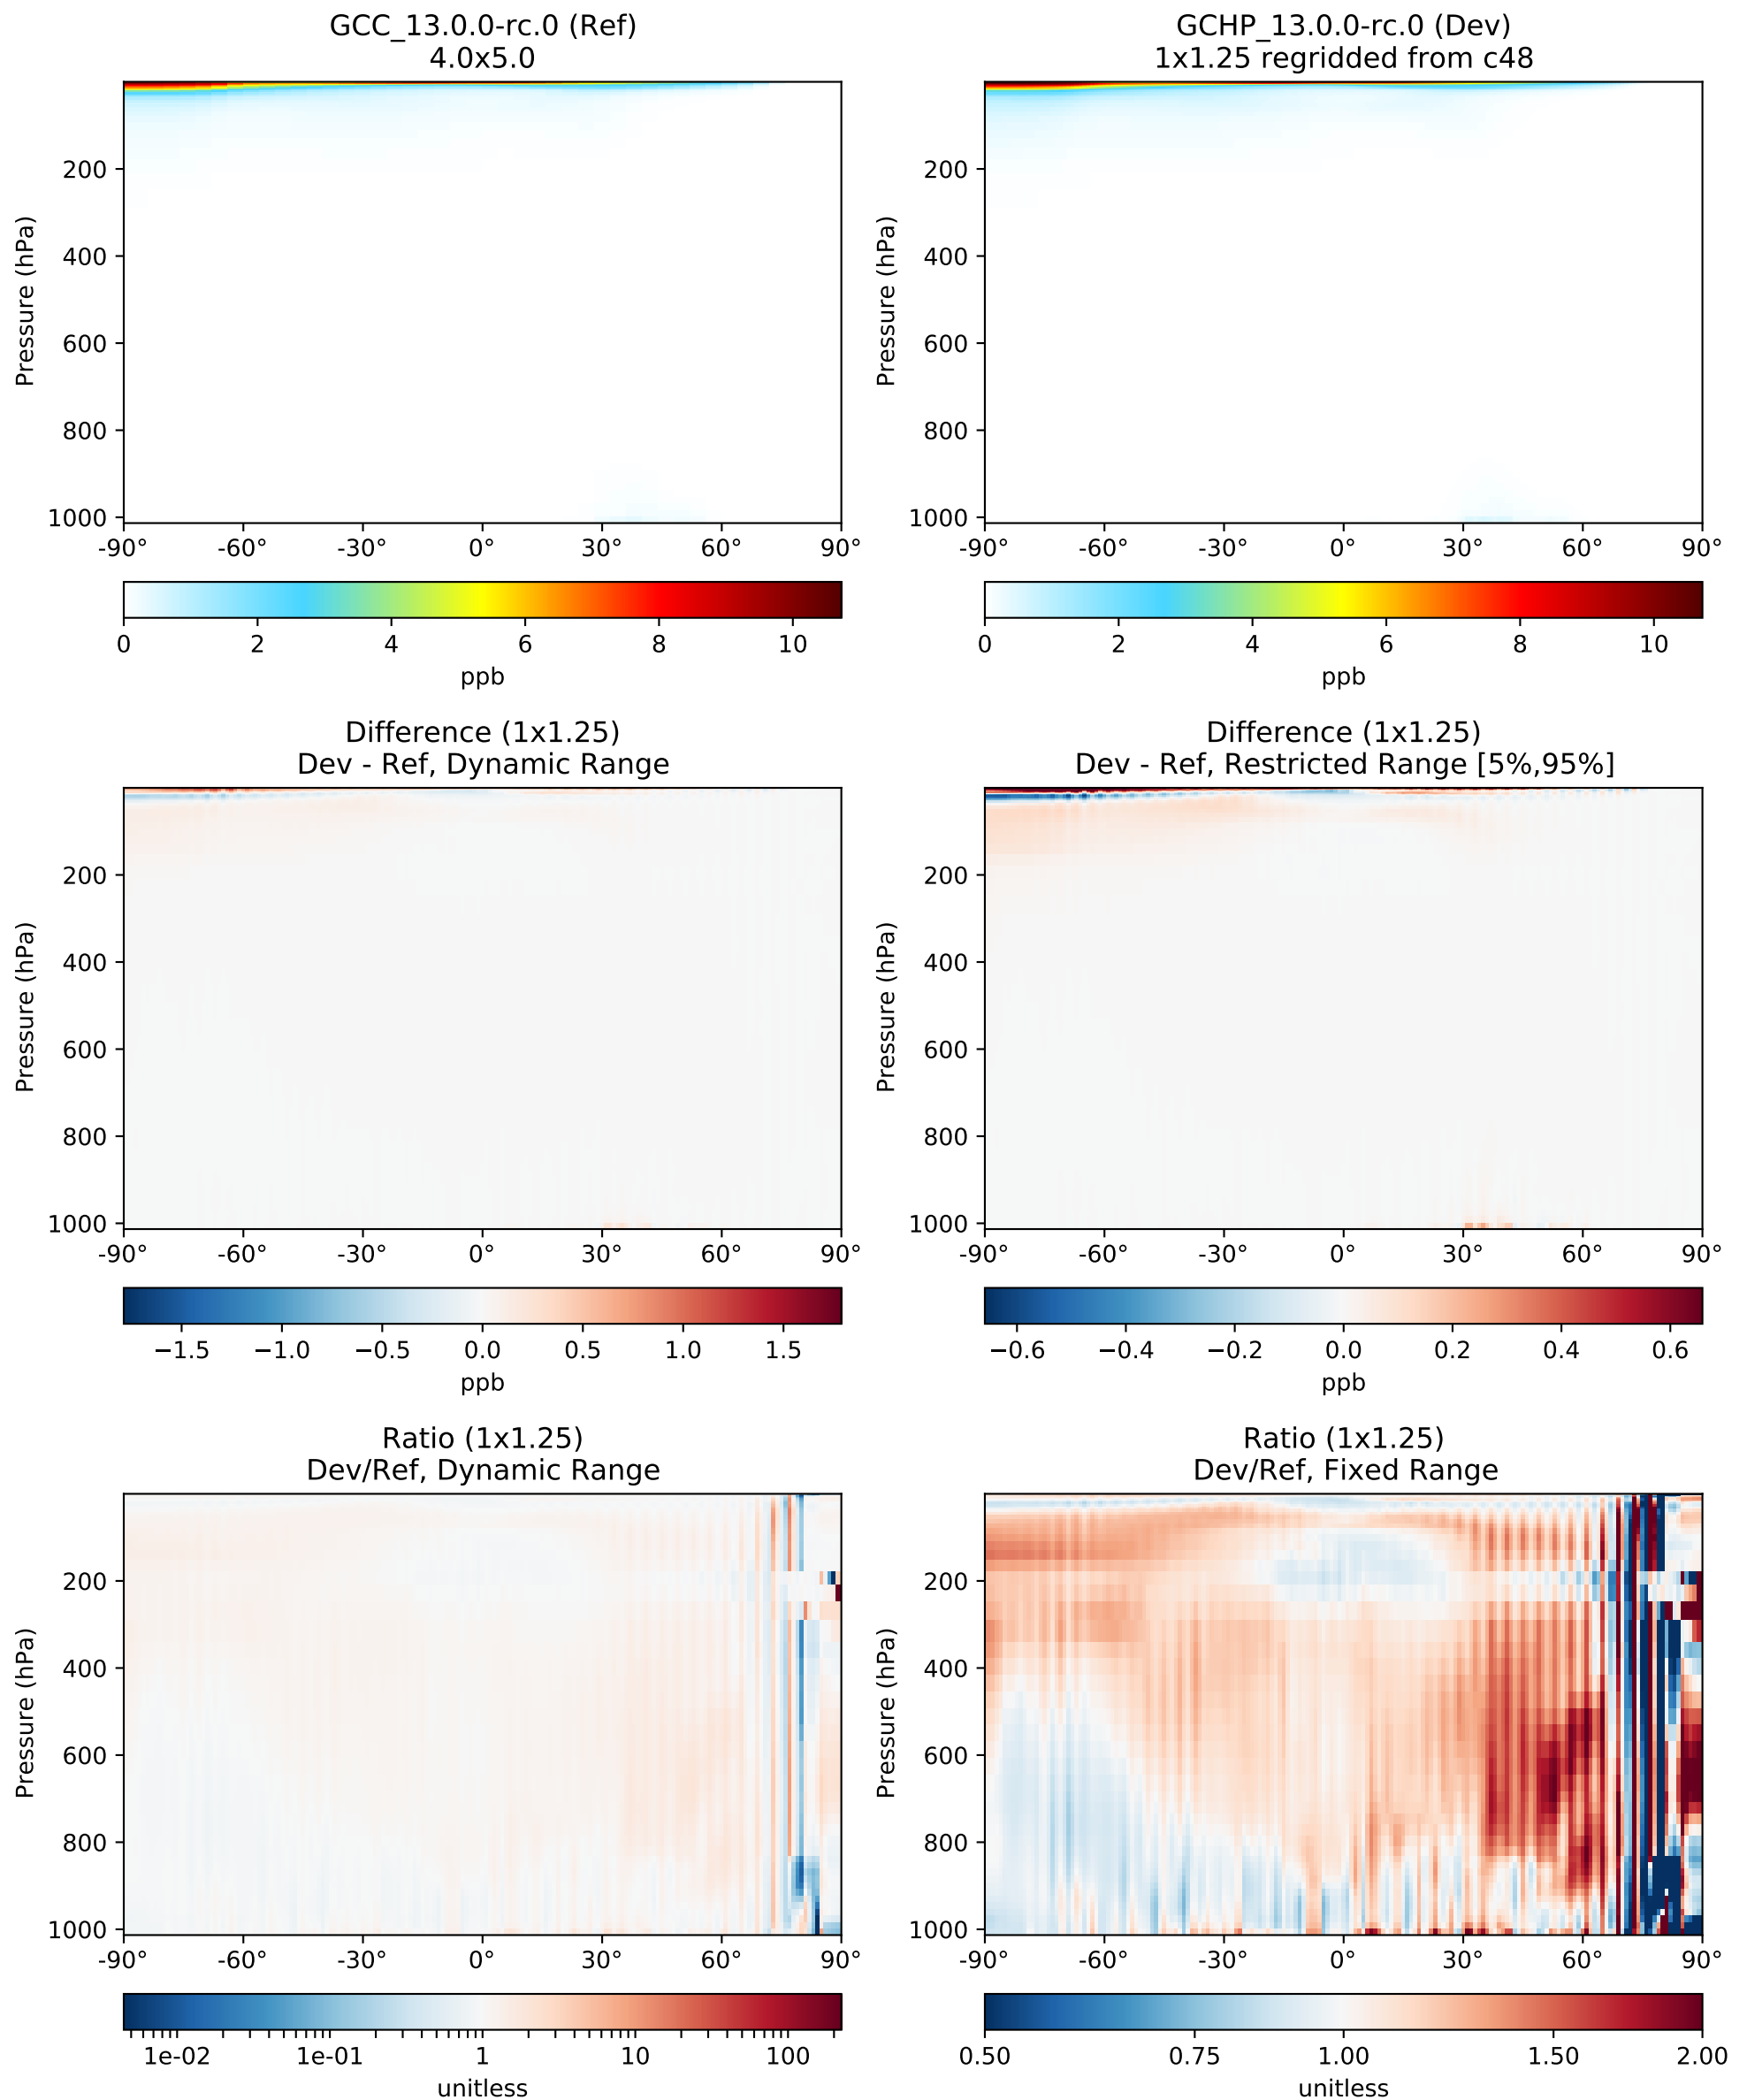 GCC_13.0.0-rc.0 (Ref)
4.0x5.0
Pressure (hPa)
200
400
600
800
1000
-90° -60° -30° 0° 30° 60° 90°
0 2 4 6 8 10
ppb
GCHP_13.0.0-rc.0 (Dev)
1x1.25 regridded from c48
Pressure (hPa)
200
400
600
800
1000
-90° -60° -30° 0° 30° 60° 90°
0 2 4 6 8 10
ppb
Difference (1x1.25)
Dev - Ref, Dynamic Range
Pressure (hPa)
200
400
600
800
1000
-90° -60° -30° 0° 30° 60° 90°
−1.5 −1.0 −0.5 0.0 0.5 1.0 1.5
ppb
Difference (1x1.25)
Dev - Ref, Restricted Range [5%,95%]
Pressure (hPa)
200
400
600
800
1000
-90° -60° -30° 0° 30° 60° 90°
−0.6 −0.4 −0.2 0.0 0.2 0.4 0.6
ppb
Ratio (1x1.25)
Dev/Ref, Dynamic Range
Pressure (hPa)
200
400
600
800
1000
-90° -60° -30° 0° 30° 60° 90°
1e-02 1e-01 1 10 100
unitless
Ratio (1x1.25)
Dev/Ref, Fixed Range
Pressure (hPa)
200
400
600
800
1000
-90° -60° -30° 0° 30° 60° 90°
0.50 0.75 1.00 1.50 2.00
unitless